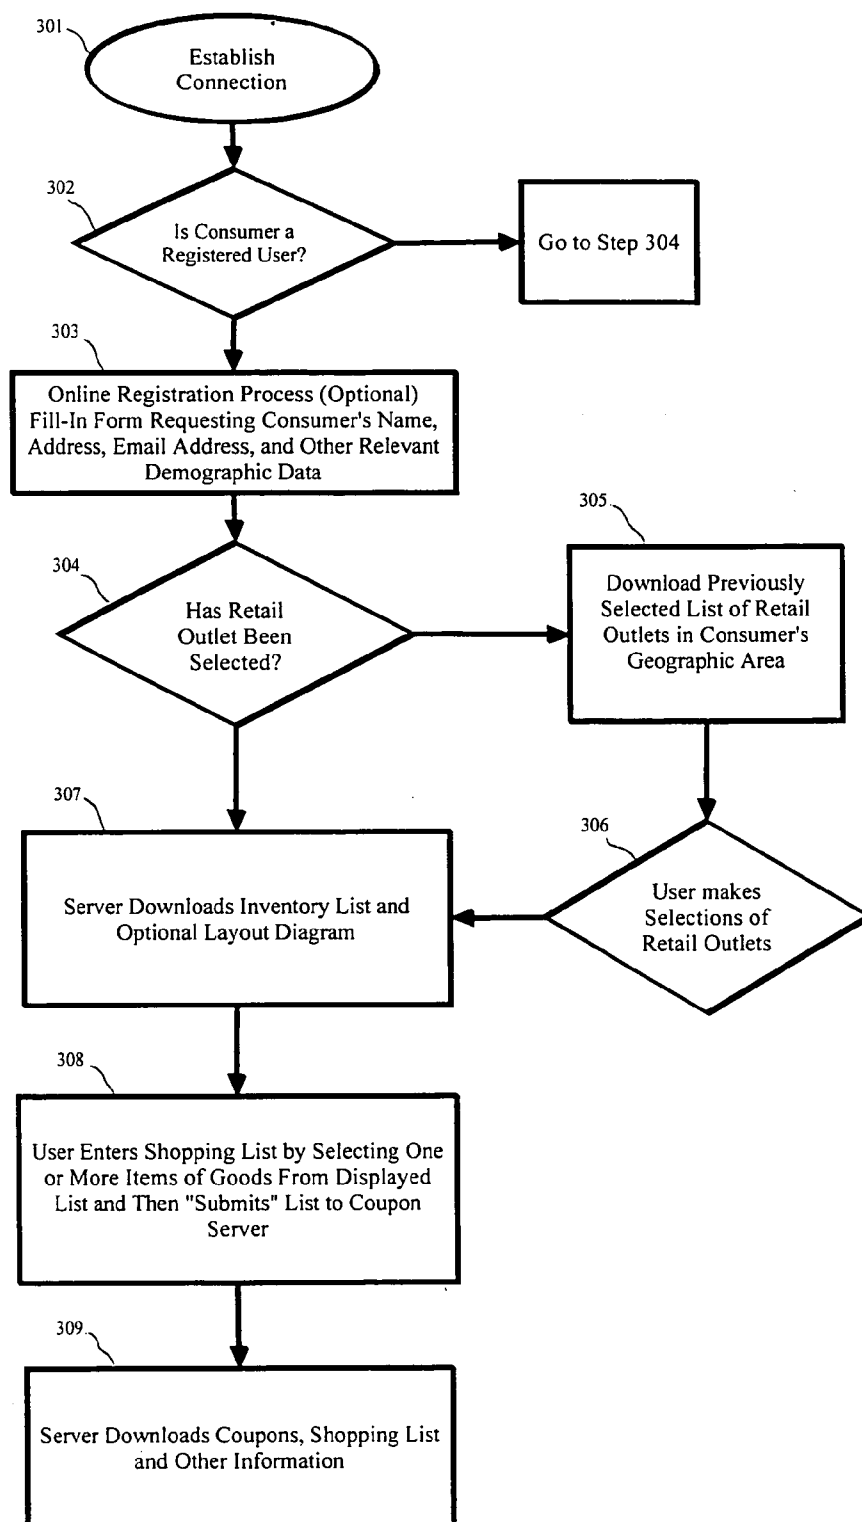 301
Establish
Connection
302
Is Consumer a
Registered User?
Go to Step 304
303
Online Registration Process (Optional)
Fill-In Form Requesting Consumer's Name,
Address, Email Address, and Other Relevant
Demographic Data
304
Has Retail
Outlet Been
Selected?
305
Download Previously
Selected List of Retail
Outlets in Consumer's
Geographic Area
306
User makes
Selections of
Retail Outlets
307
Server Downloads Inventory List and
Optional Layout Diagram
308
User Enters Shopping List by Selecting One
or More Items of Goods From Displayed
List and Then "Submits" List to Coupon
Server
309
Server Downloads Coupons, Shopping List
and Other Information